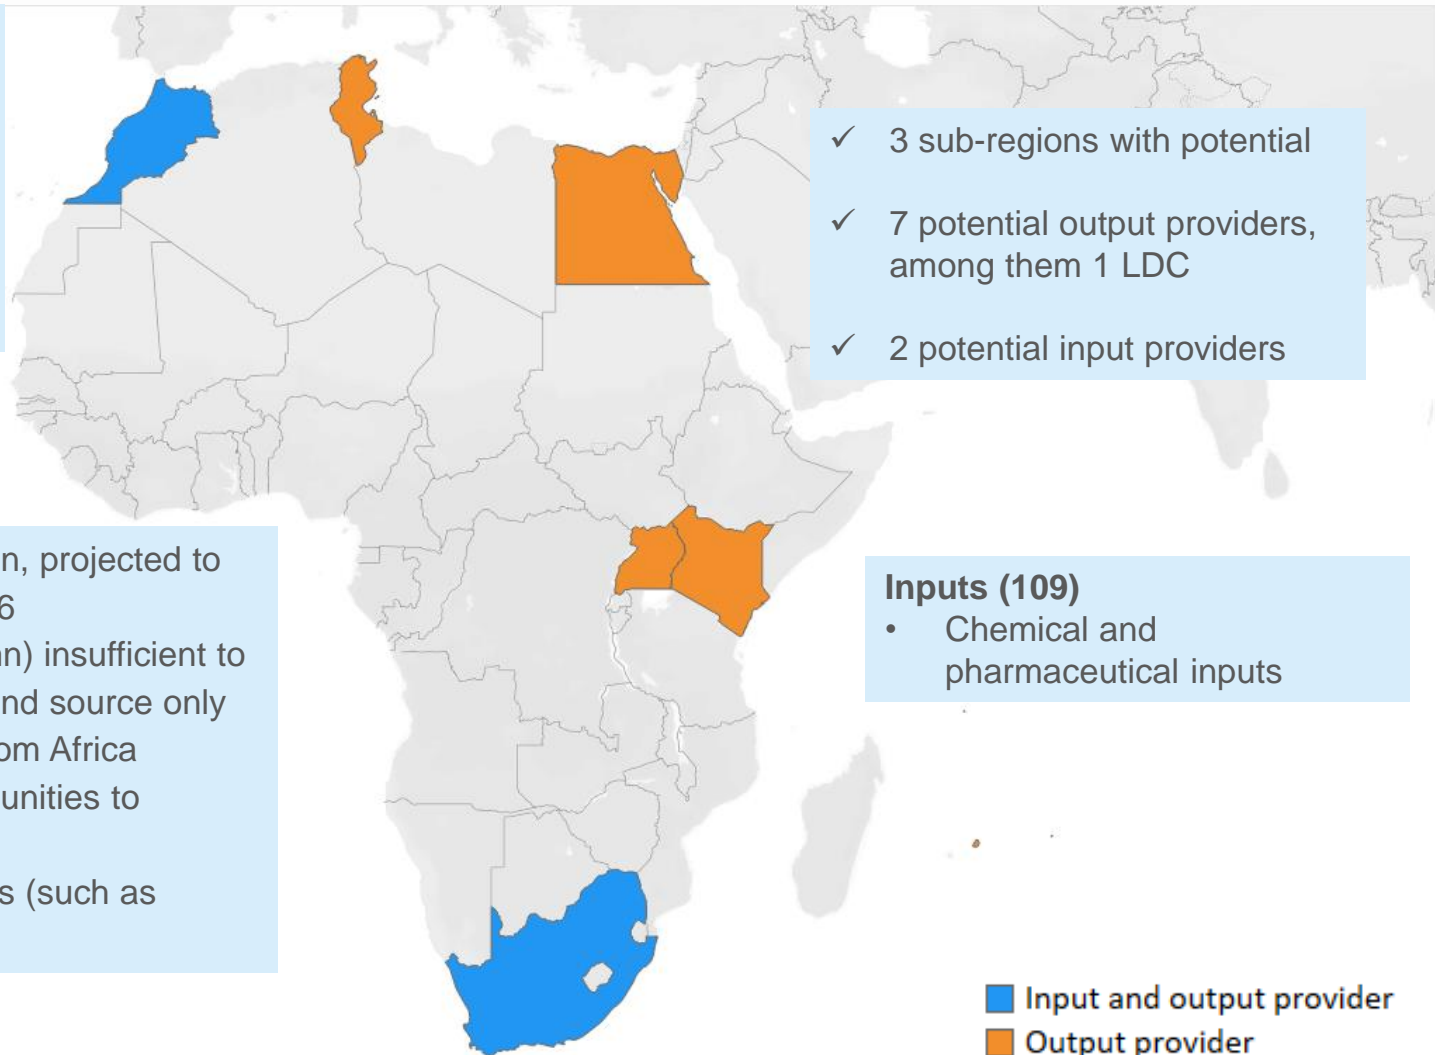 ✓ 3 sub-regions with potential
✓ 7 potential output providers,
among them 1 LDC
✓ 2 potential input providers
n, projected to
6
n) insufficient to
nd source only
om Africa
unities to
s (such as
Inputs (109)
• Chemical and
pharmaceutical inputs
Input and output provider
Output provider